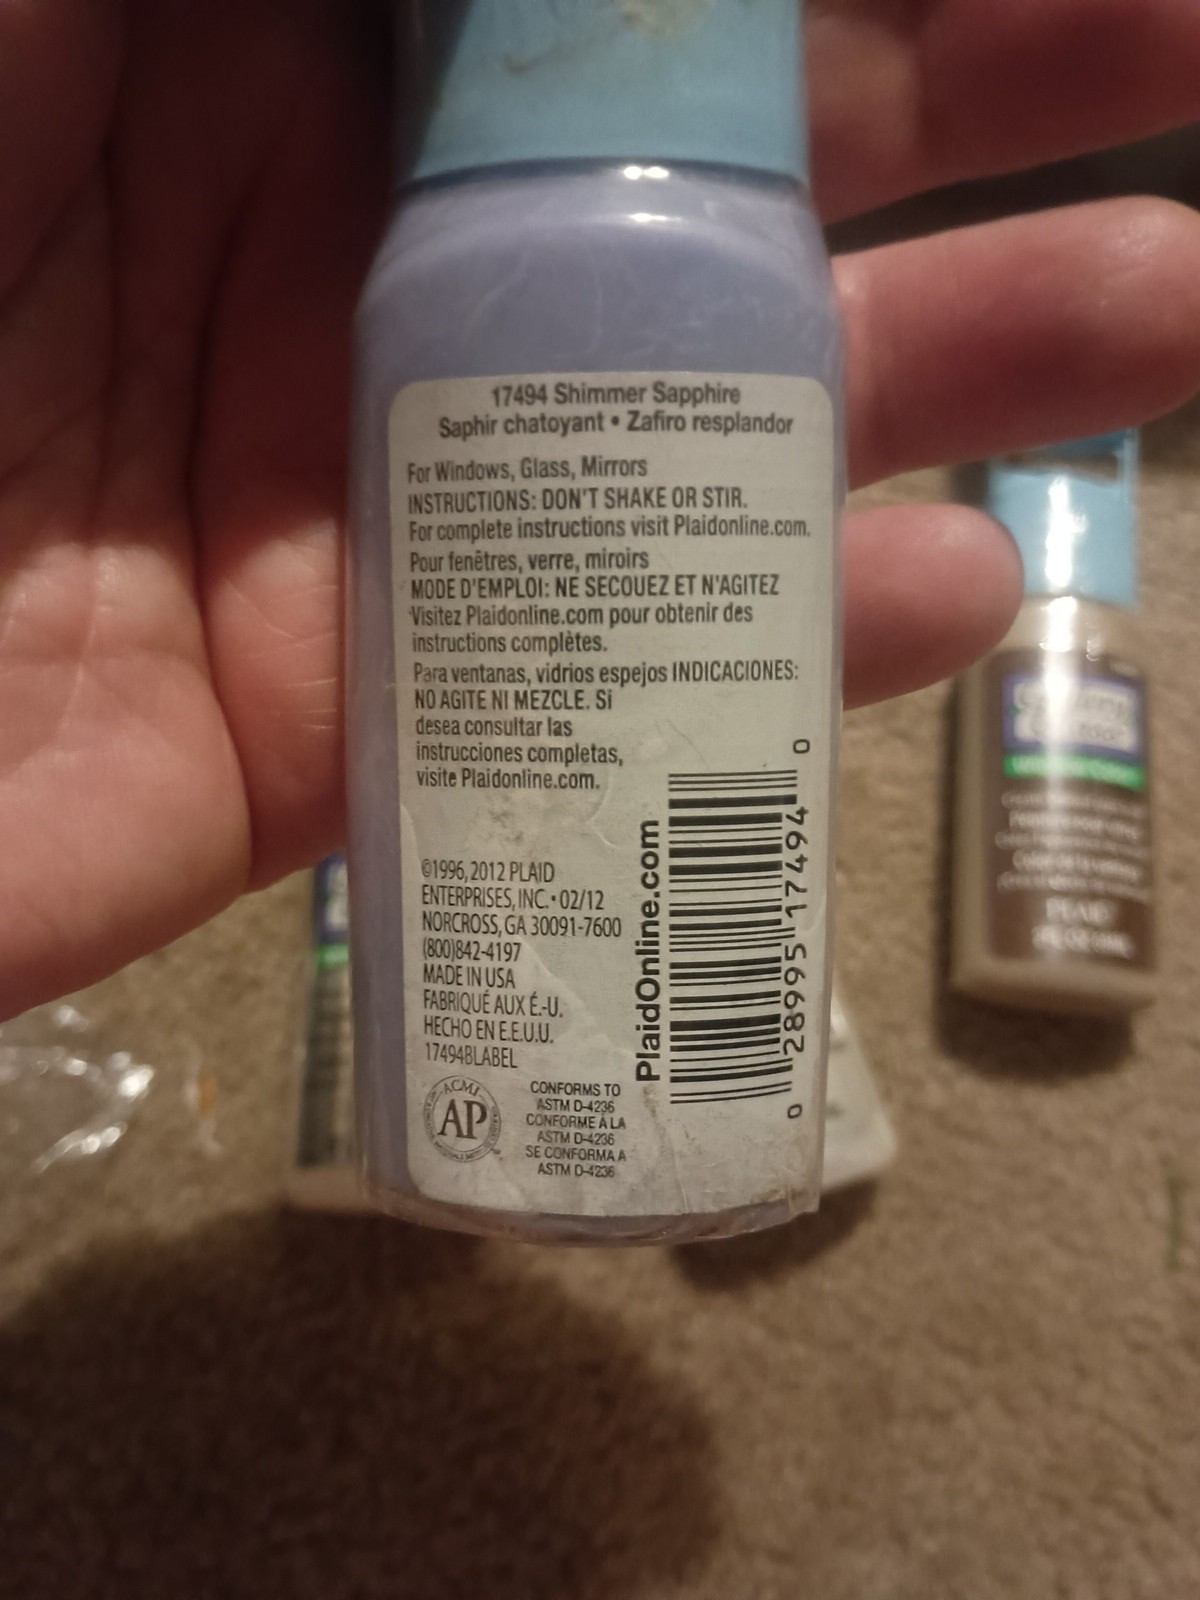 17494 Shimmer Sapphire
Saphir chatoyant • Zafiro resplandor
For Windows, Glass, Mirrors
INSTRUCTIONS: DON'T SHAKE OR STIR.
For complete instructions visit Plaidonline.com.
Pour fenêtres, verre, miroirs
MODE D'EMPLOI: NE SECOUEZ ET N'AGITEZ
Visitez Plaidonline.com pour obtenir des
instructions complètes.
Para ventanas, vidrios espejos INDICACIONES:
NO AGITE NI MEZCLE. Si
desea consultar las
instrucciones completas,
visite Plaidonline.com.
©1996, 2012 PLAID
ENTERPRISES, INC. • 02/12
NORCROSS, GA 30091-7600
(800)842-4197
MADE IN USA
FABRIQUÉ AUX É.-U.
HECHO EN E.E.U.U.
17494BLABEL
ACMI
AP
CONFORMS TO
ASTM D-4236
CONFORME À LA
ASTM D-4236
SE CONFORMA A
ASTM D-4236
PlaidOnline.com
0 28995 17494 0
PLAID